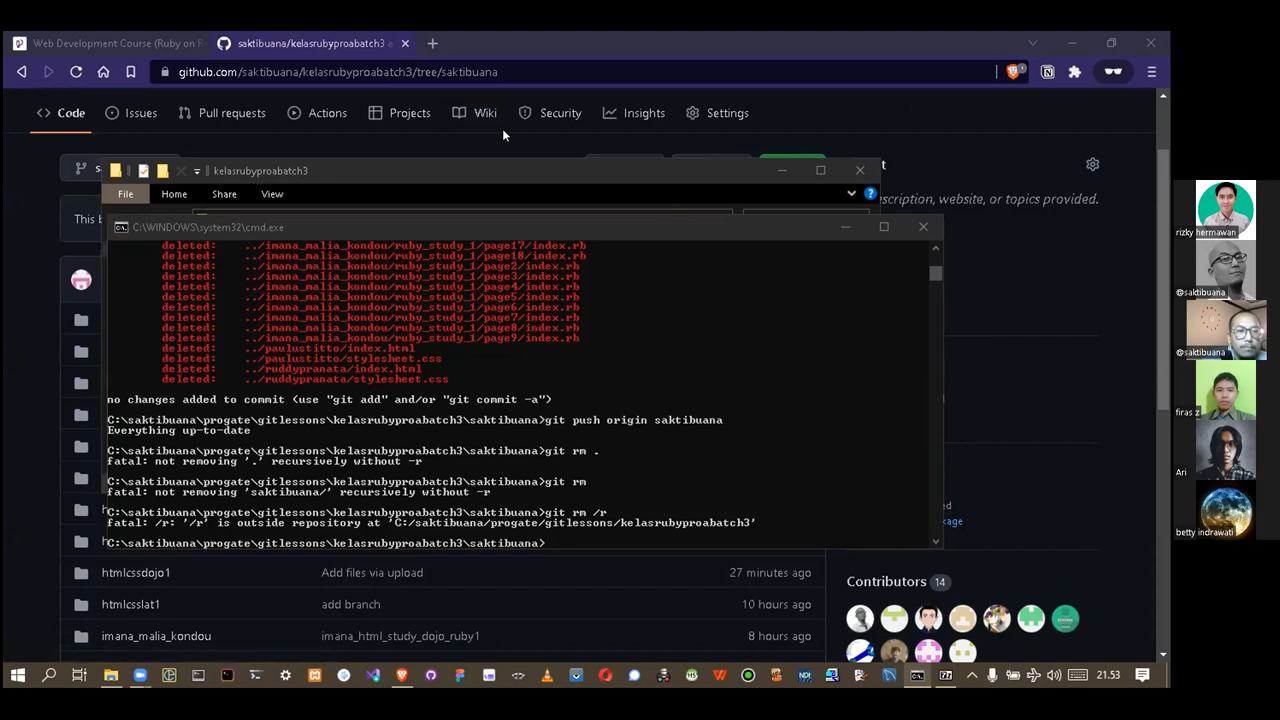 Web Development Course (Ruby on R
saktibuana/kelasrubyproabatch3 a
github.com/saktibuana/kelasrubyproabatch3/tree/saktibuana
Code
Issues
Pull requests
Actions
Projects
Wiki
Security
Insights
Settings
kelasrubyproabatch3
File
Home
Share
View
scription, website, or topics provided.
This b
C:\WINDOWS\system32\cmd.exe
deleted: ../imana_malia_kondou/ruby_study_1/page17/index.rb
deleted: ../imana_malia_kondou/ruby_study_1/page18/index.rb
deleted: ../imana_malia_kondou/ruby_study_1/page2/index.rb
deleted: ../imana_malia_kondou/ruby_study_1/page3/index.rb
deleted: ../imana_malia_kondou/ruby_study_1/page4/index.rb
deleted: ../imana_malia_kondou/ruby_study_1/page5/index.rb
deleted: ../imana_malia_kondou/ruby_study_1/page6/index.rb
deleted: ../imana_malia_kondou/ruby_study_1/page7/index.rb
deleted: ../imana_malia_kondou/ruby_study_1/page8/index.rb
deleted: ../imana_malia_kondou/ruby_study_1/page9/index.rb
deleted: ../paulustitto/index.html
deleted: ../paulustitto/stylesheet.css
deleted: ../ruddypranata/index.html
deleted: ../ruddypranata/stylesheet.css
no changes added to commit (use "git add" and/or "git commit -a")
C:\saktibuana\progate\gitlessons\kelasrubyproabatch3\saktibuana>git push origin saktibuana
Everything up-to-date
C:\saktibuana\progate\gitlessons\kelasrubyproabatch3\saktibuana>git rm .
fatal: not removing '.' recursively without -r
C:\saktibuana\progate\gitlessons\kelasrubyproabatch3\saktibuana>git rm
fatal: not removing 'saktibuana/' recursively without -r
C:\saktibuana\progate\gitlessons\kelasrubyproabatch3\saktibuana>git rm /r
fatal: /r: '/r' is outside repository at 'C:/saktibuana/progate/gitlessons/kelasrubyproabatch3'
C:\saktibuana\progate\gitlessons\kelasrubyproabatch3\saktibuana>
htmlcssdojo1 Add files via upload 27 minutes ago
htmlcsslat1 add branch 10 hours ago
imana_malia_kondou imana_html_study_dojo_ruby1 8 hours ago
Contributors 14
21.53
rizky hermawan
@saktibuana
@saktibuana
firas z
Ari
betty indrawati